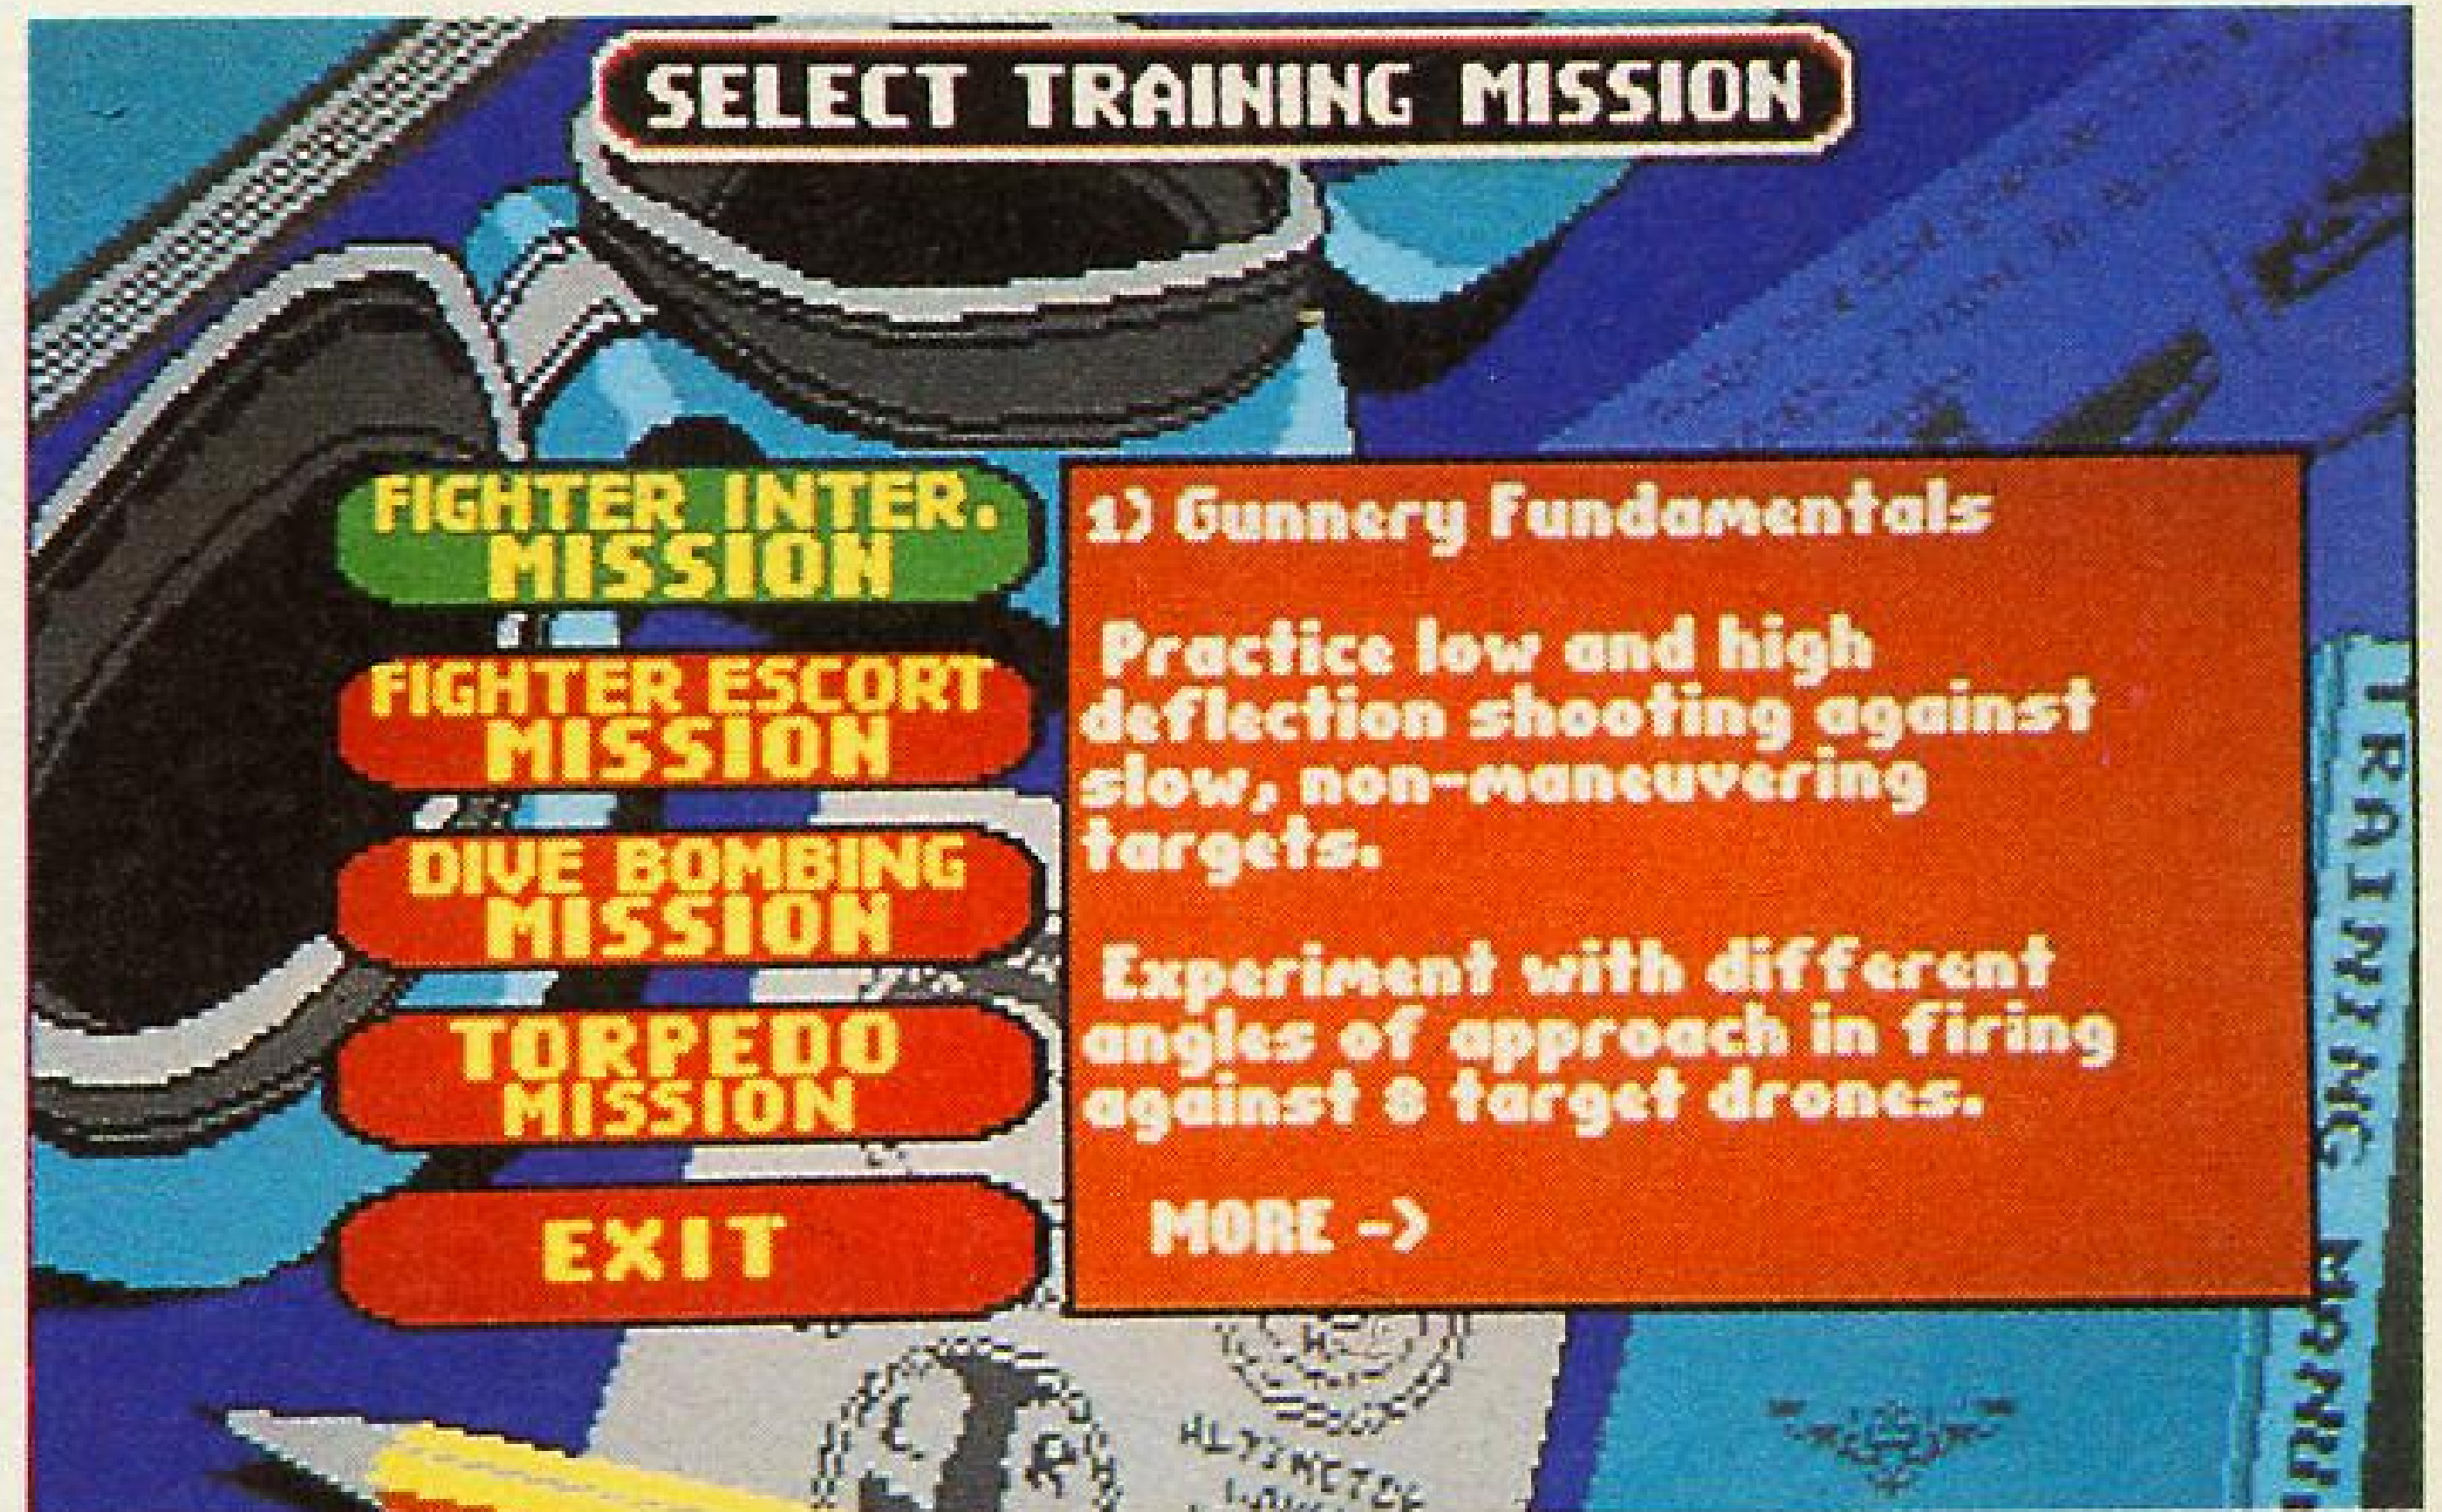 SELECT TRAINING MISSION
FIGHTER INTER.
MISSION
FIGHTER ESCORT
MISSION
DIVE BOMBING
MISSION
TORPEDO
MISSION
EXIT
1) Gunnery Fundamentals
Practice low and high
deflection shooting against
slow, non-maneuvering
targets.
Experiment with different
angles of approach in firing
against 8 target drones.
MORE ->
TRAINING MANUAL